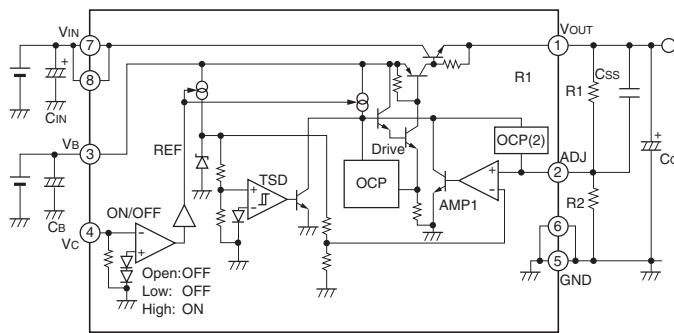 VIN
7
8
CIN
VB
3
CB
4
VC
ON/OFF
Open:OFF
Low: OFF
High: ON
REF
TSD
+
−
OCP
Drive
AMP1
OCP(2)
VOUT
1
R1
R1
CSS
ADJ
2
R2
6
5
GND